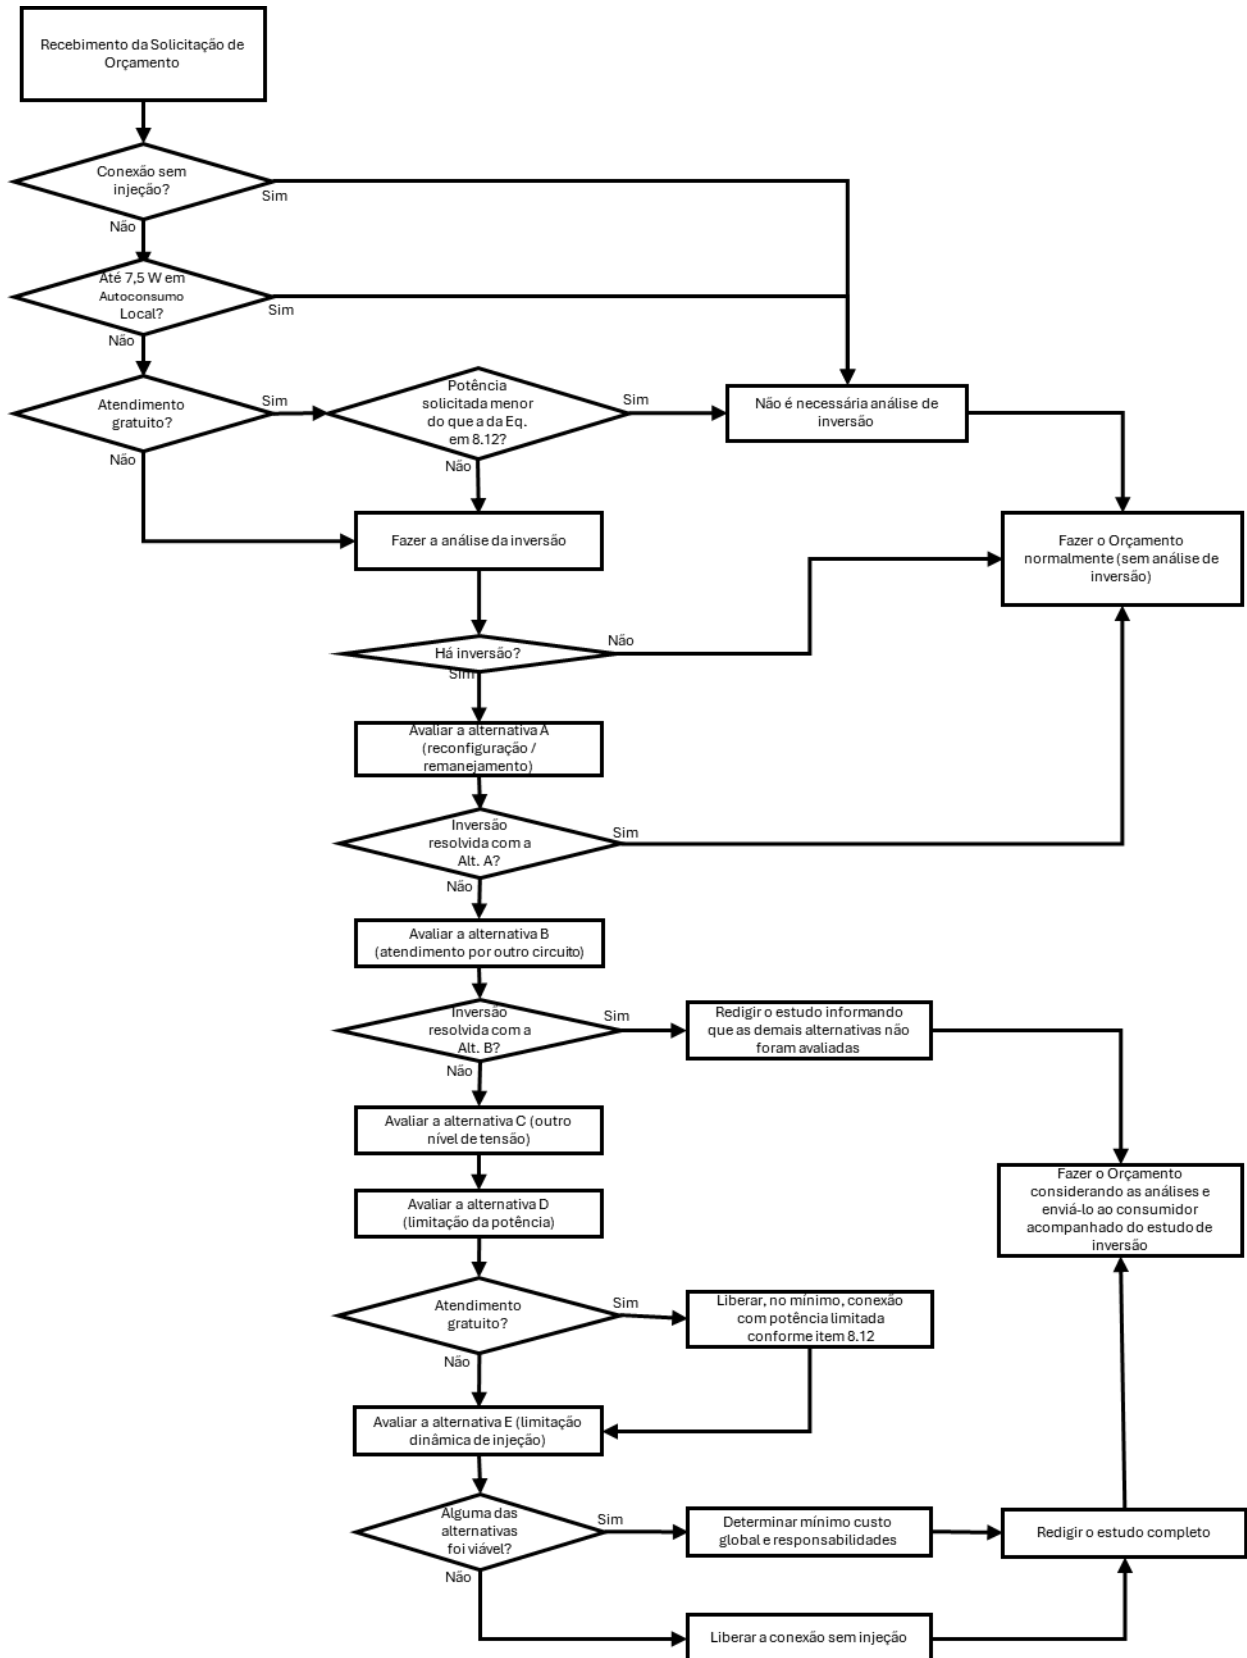 Recebimento da Solicitação de
Orçamento
Conexão sem
injeção?
Sim
Não
Até 7,5 W em
Autoconsumo
Local?
Sim
Não
Atendimento
gratuito?
Sim
Não
Potência
solicitada menor
do que a da Eq.
em 8.12?
Sim
Não
Não é necessária análise de
inversão
Fazer a análise da inversão
Fazer o Orçamento
normalmente (sem análise de
inversão)
Há inversão?
Não
Sim
Avaliar a alternativa A
(reconfiguração /
remanejamento)
Inversão
resolvida com a
Alt. A?
Sim
Não
Avaliar a alternativa B
(atendimento por outro circuito)
Inversão
resolvida com a
Alt. B?
Sim
Não
Redigir o estudo informando
que as demais alternativas não
foram avaliadas
Avaliar a alternativa C (outro
nível de tensão)
Avaliar a alternativa D
(limitação da potência)
Fazer o Orçamento
considerando as análises e
enviá-lo ao consumidor
acompanhado do estudo de
inversão
Atendimento
gratuito?
Sim
Não
Liberar, no mínimo, conexão
com potência limitada
conforme item 8.12
Avaliar a alternativa E (limitação
dinâmica de injeção)
Alguma das
alternativas
foi viável?
Sim
Não
Determinar mínimo custo
global e responsabilidades
Redigir o estudo completo
Liberar a conexão sem injeção